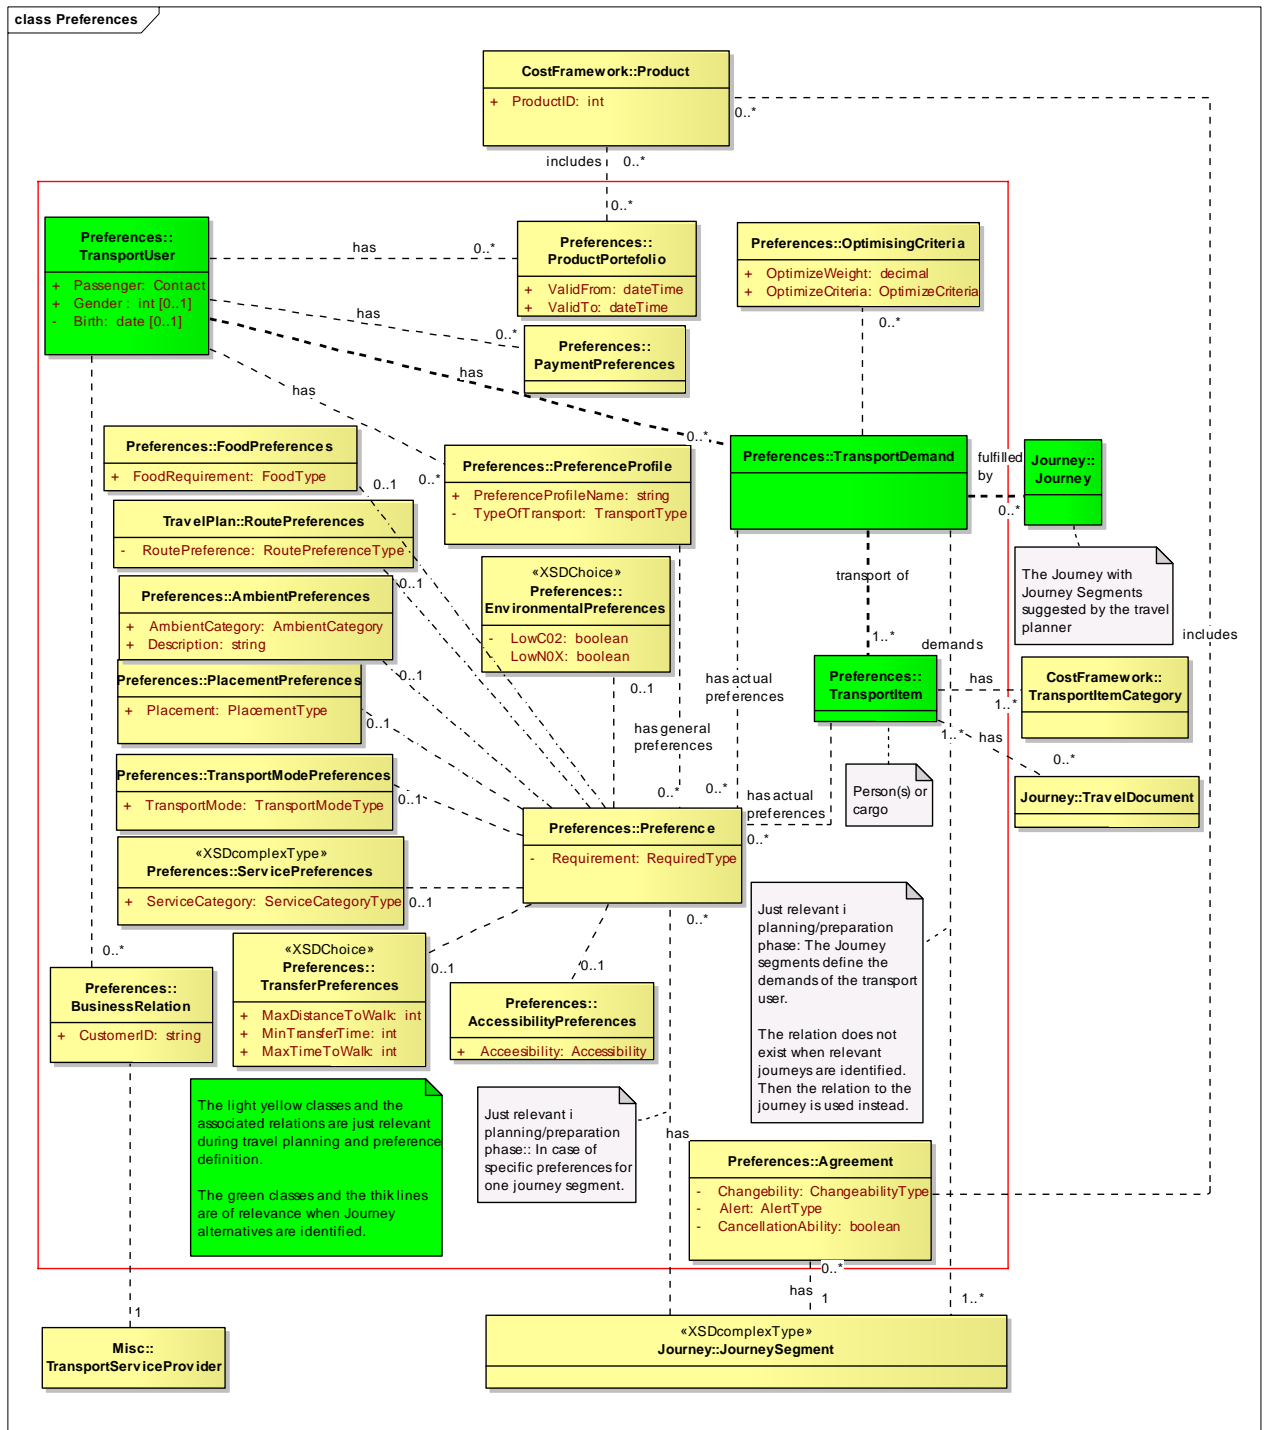 class Preferences
CostFramework::Product
+ ProductID: int
0..*
includes
0..*
0..*
Preferences::
TransportUser
+ Passenger: Contact
+ Gender : int [0..1]
- Birth: date [0..1]
has
0..*
Preferences::
ProductPortefolio
+ ValidFrom: dateTime
+ ValidTo: dateTime
Preferences::OptimisingCriteria
+ OptimizeWeight: decimal
+ OptimizeCriteria: OptimizeCriteria
0..*
has
0..*
Preferences::
PaymentPreferences
has
has
0..*
Preferences::TransportDemand
fulfilled
by
0..*
Journey::
Journey
Preferences::FoodPreferences
+ FoodRequirement: FoodType
0..1
0..*
Preferences::PreferenceProfile
+ PreferenceProfileName: string
- TypeOfTransport: TransportType
TravelPlan::RoutePreferences
- RoutePreference: RoutePreferenceType
0..1
«XSDChoice»
Preferences::
EnvironmentalPreferences
- LowC02: boolean
LowN0X: boolean
0..1
The Journey with
Journey Segments
suggested by the travel
planner
includes
transport of
1..*
demands
Preferences::AmbientPreferences
+ AmbientCategory: AmbientCategory
+ Description: string
0..1
Preferences::PlacementPreferences
+ Placement: PlacementType
0..1
has actual
preferences
Preferences::
TransportItem
has
1..*
CostFramework::
TransportItemCategory
1..*
has
0..*
Journey::TravelDocument
has general
preferences
0..*
0..*
Preferences::TransportModePreferences
+ TransportMode: TransportModeType
0..1
has actual
preferences
0..*
Person(s) or
cargo
Preferences::Preference
- Requirement: RequiredType
«XSDcomplexType»
Preferences::ServicePreferences
+ ServiceCategory: ServiceCategoryType
0..1
0..*
Just relevant i
planning/preparation
phase: The Journey
segments define the
demands of the transport
user.
The relation does not
exist when relevant
journeys are identified.
Then the relation to the
journey is used instead.
0..*
Preferences::
BusinessRelation
+ CustomerID: string
«XSDChoice»
Preferences::
TransferPreferences
+ MaxDistanceToWalk: int
+ MinTransferTime: int
+ MaxTimeToWalk: int
0..1
0..1
Preferences::
AccessibilityPreferences
+ Acceesibility: Accessibility
The light yellow classes and the
associated relations are just relevant
during travel planning and preference
definition.
The green classes and the thik lines
are of relevance when Journey
alternatives are identified.
Just relevant i
planning/preparation
phase:: In case of
specific preferences for
one journey segment.
has
Preferences::Agreement
- Changebility: ChangeabilityType
- Alert: AlertType
- CancellationAbility: boolean
0..*
has
1
1..*
1
Misc::
TransportServiceProvider
«XSDcomplexType»
Journey::JourneySegment